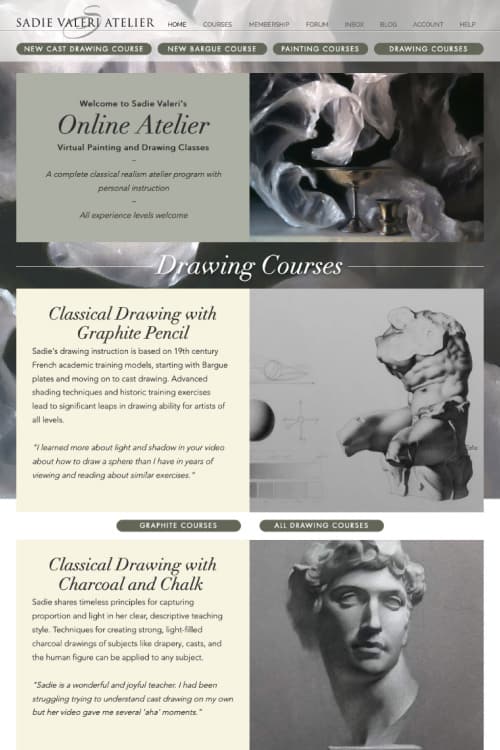 SADIE VALERI ATELIER
HOME COURSES MEMBERSHIP FORUM INBOX BLOG ACCOUNT HELP
NEW CAST DRAWING COURSE NEW BARGUE COURSE PAINTING COURSES DRAWING COURSES
Welcome to Sadie Valeri's
Online Atelier
Virtual Painting and Drawing Classes
~
A complete classical realism atelier program with
personal instruction
~
All experience levels welcome
Drawing Courses
Classical Drawing with
Graphite Pencil
Sadie's drawing instruction is based on 19th century
French academic training models, starting with Bargue
plates and moving on to cast drawing. Advanced
shading techniques and historic training exercises
lead to significant leaps in drawing ability for artists of
all levels.
"I learned more about light and shadow in your video
about how to draw a sphere than I have in years of
viewing and reading about similar exercises."
GRAPHITE COURSES ALL DRAWING COURSES
Classical Drawing with
Charcoal and Chalk
Sadie shares timeless principles for capturing
proportion and light in her clear, descriptive teaching
style. Techniques for creating strong, light-filled
charcoal drawings of subjects like drapery, casts, and
the human figure can be applied to any subject.
"Sadie is a wonderful and joyful teacher. I had been
struggling trying to understand cast drawing on my own
but her video gave me several 'aha' moments."